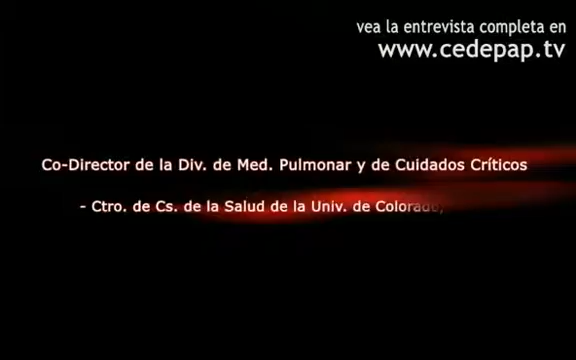 vea la entrevista completa en
www.cedepap.tv
Co-Director de la Div. de Med. Pulmonar y de Cuidados Críticos
- Ctro. de Cs. de la Salud de la Univ. de Colorado,